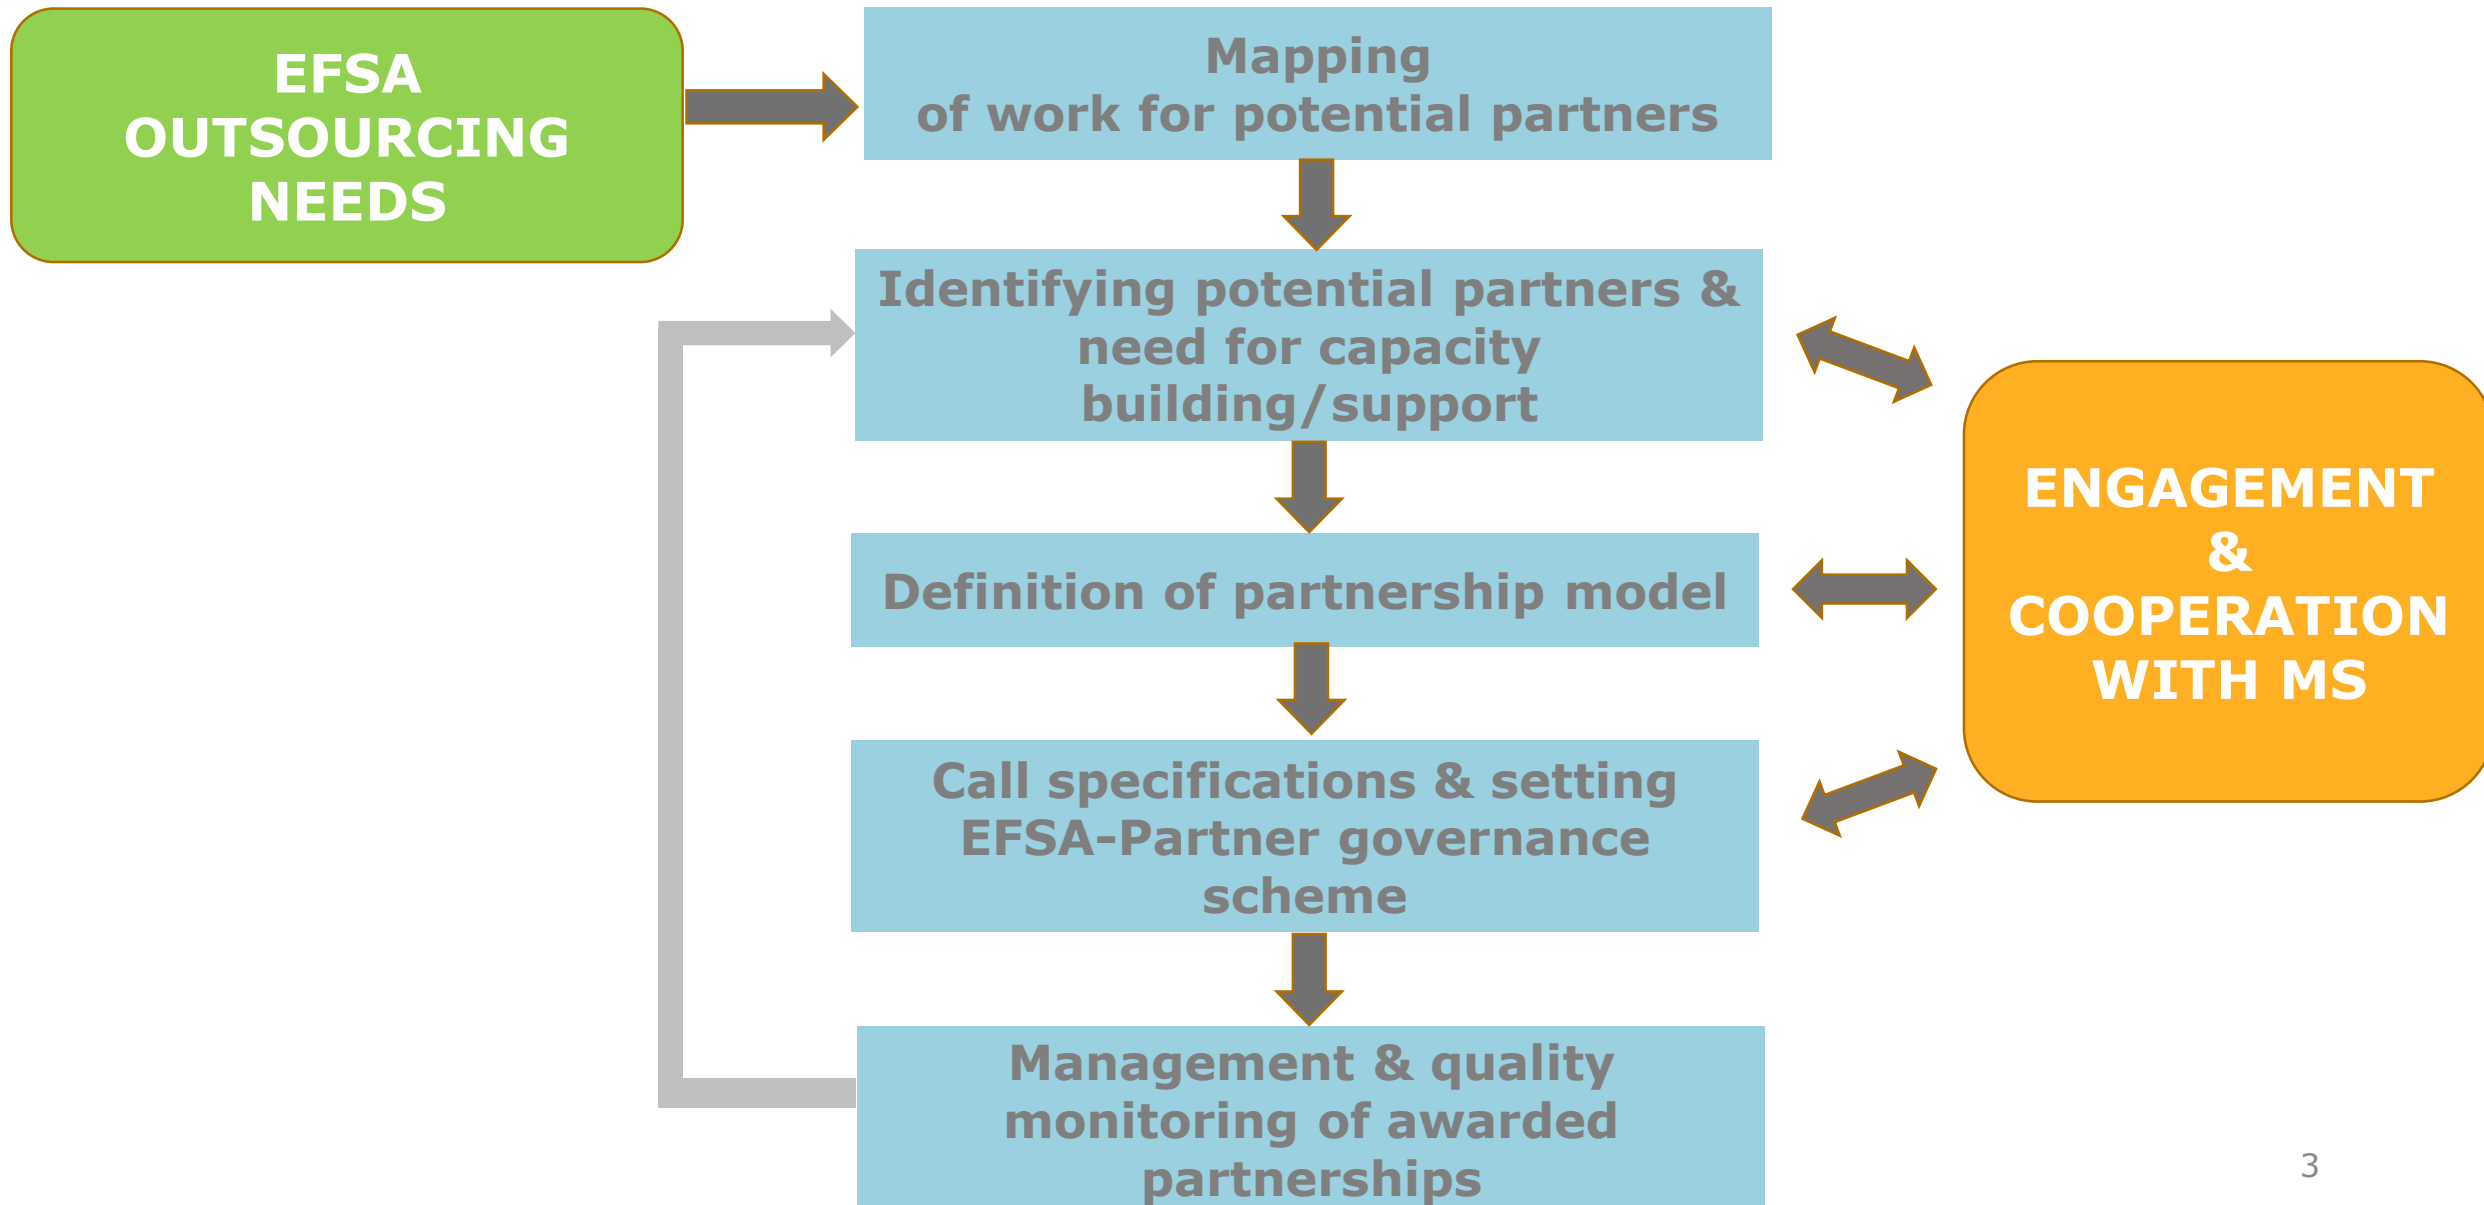 EFSA
OUTSOURCING
NEEDS
Mapping
of work for potential partners
Identifying potential partners &
need for capacity
building/support
Definition of partnership model
Call specifications & setting
EFSA-Partner governance
scheme
Management & quality
monitoring of awarded
partnerships
ENGAGEMENT
&
COOPERATION
WITH MS
3